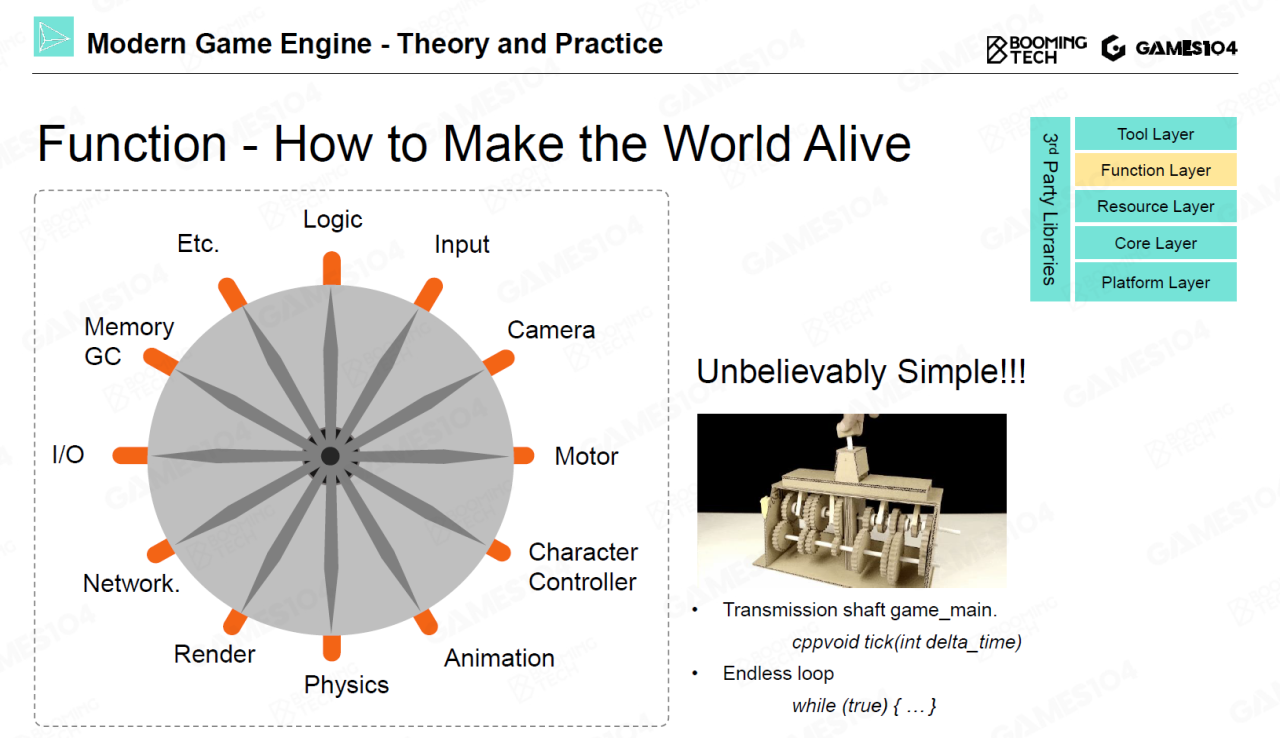 Modern Game Engine - Theory and Practice
BOOMING
TECH
GAMES104
Function - How to Make the World Alive
3rd Party Libraries
Tool Layer
Function Layer
Resource Layer
Core Layer
Platform Layer
Logic
Input
Camera
Motor
Character
Controller
Animation
Physics
Render
Network.
I/O
Memory
GC
Etc.
Unbelievably Simple!!!
• Transmission shaft game_main.
cppvoid tick(int delta_time)
• Endless loop
while (true) { … }